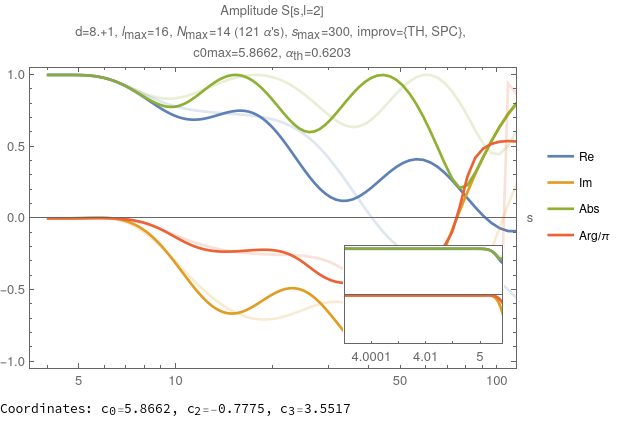 Amplitude S[s,l=2]
d=8.+1, lmax=16, Nmax=14 (121 α's), smax=300, improv={TH, SPC},
c0max=5.8662, αth=0.6203
1.0
0.5
0.0
−0.5
−1.0
s
Re
Im
Abs
Arg/π
4.0001 4.01 5
5 10 50 100
Coordinates: c0=5.8662, c2=−0.7775, c3=3.5517